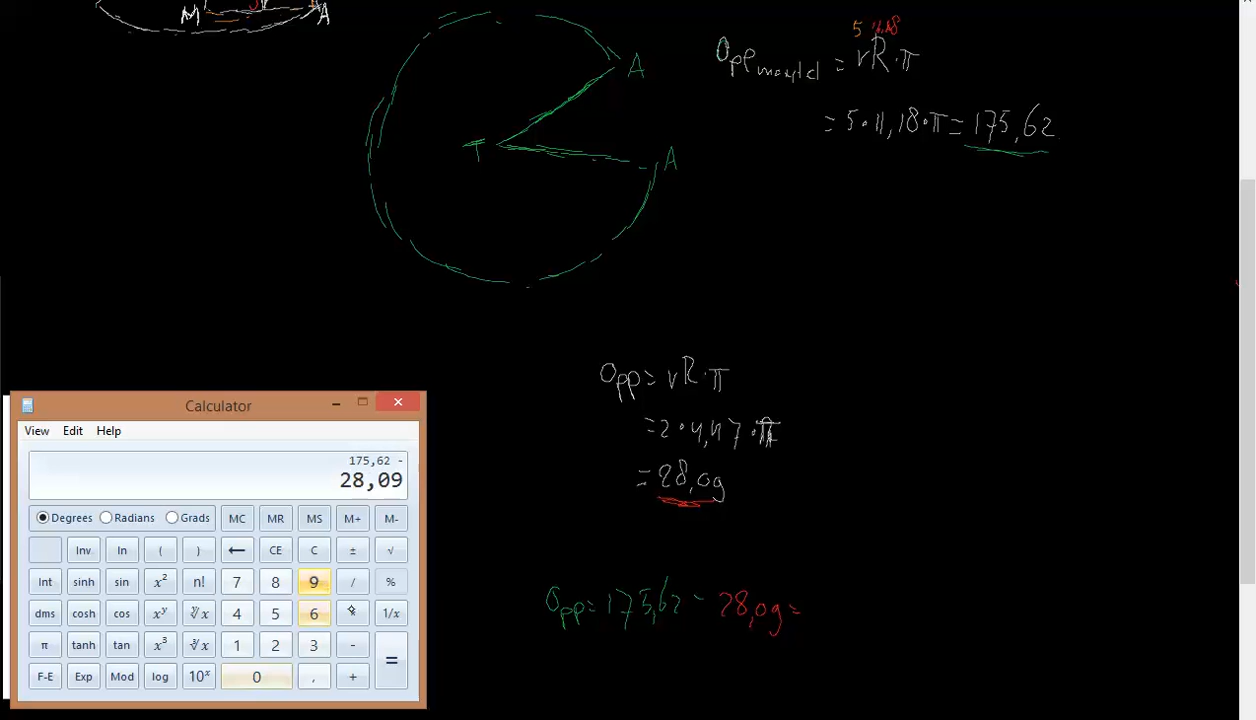 M A
5 11,18
Opp mantel = rR·π
= 5·11,18·π = 175,62
A
T A
Opp = rR·π
= 2·4,47·π
= 28,09
Opp = 175,62 - 28,09 =
Calculator
View Edit Help
175,62 -
28,09
Degrees Radians Grads MC MR MS M+ M-
Inv ln ( ) ← CE C ± √
Int sinh sin x² n! 7 8 9 / %
dms cosh cos xʸ ʸ√x 4 5 6 * 1/x
π tanh tan x³ ³√x 1 2 3 - =
F-E Exp Mod log 10ˣ 0 , +